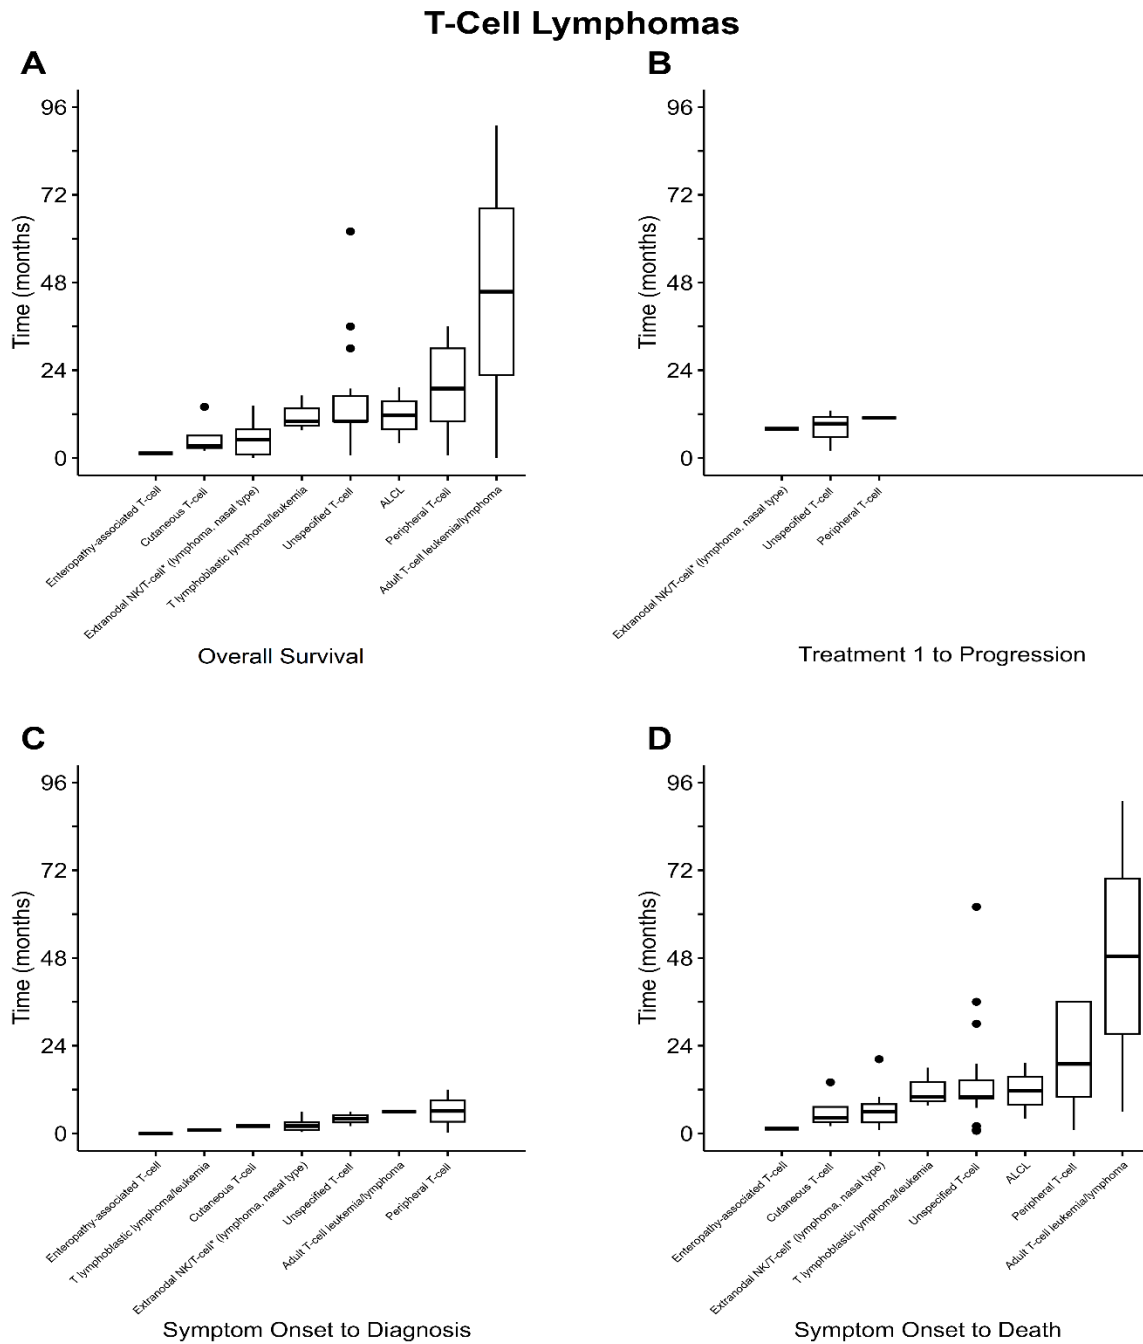 T-Cell Lymphomas
A
Time (months)
96
72
48
24
0
Enteropathy-associated T-cell
Cutaneous T-cell
Extranodal NK/T-cell* (lymphoma, nasal type)
T lymphoblastic lymphoma/leukemia
Unspecified T-cell
ALCL
Peripheral T-cell
Adult T-cell leukemia/lymphoma
Overall Survival
B
Time (months)
96
72
48
24
0
Extranodal NK/T-cell* (lymphoma, nasal type)
Unspecified T-cell
Peripheral T-cell
Treatment 1 to Progression
C
Time (months)
96
72
48
24
0
Enteropathy-associated T-cell
T lymphoblastic lymphoma/leukemia
Cutaneous T-cell
Extranodal NK/T-cell* (lymphoma, nasal type)
Unspecified T-cell
Adult T-cell leukemia/lymphoma
Peripheral T-cell
Symptom Onset to Diagnosis
D
Time (months)
96
72
48
24
0
Enteropathy-associated T-cell
Cutaneous T-cell
Extranodal NK/T-cell* (lymphoma, nasal type)
T lymphoblastic lymphoma/leukemia
Unspecified T-cell
ALCL
Peripheral T-cell
Adult T-cell leukemia/lymphoma
Symptom Onset to Death